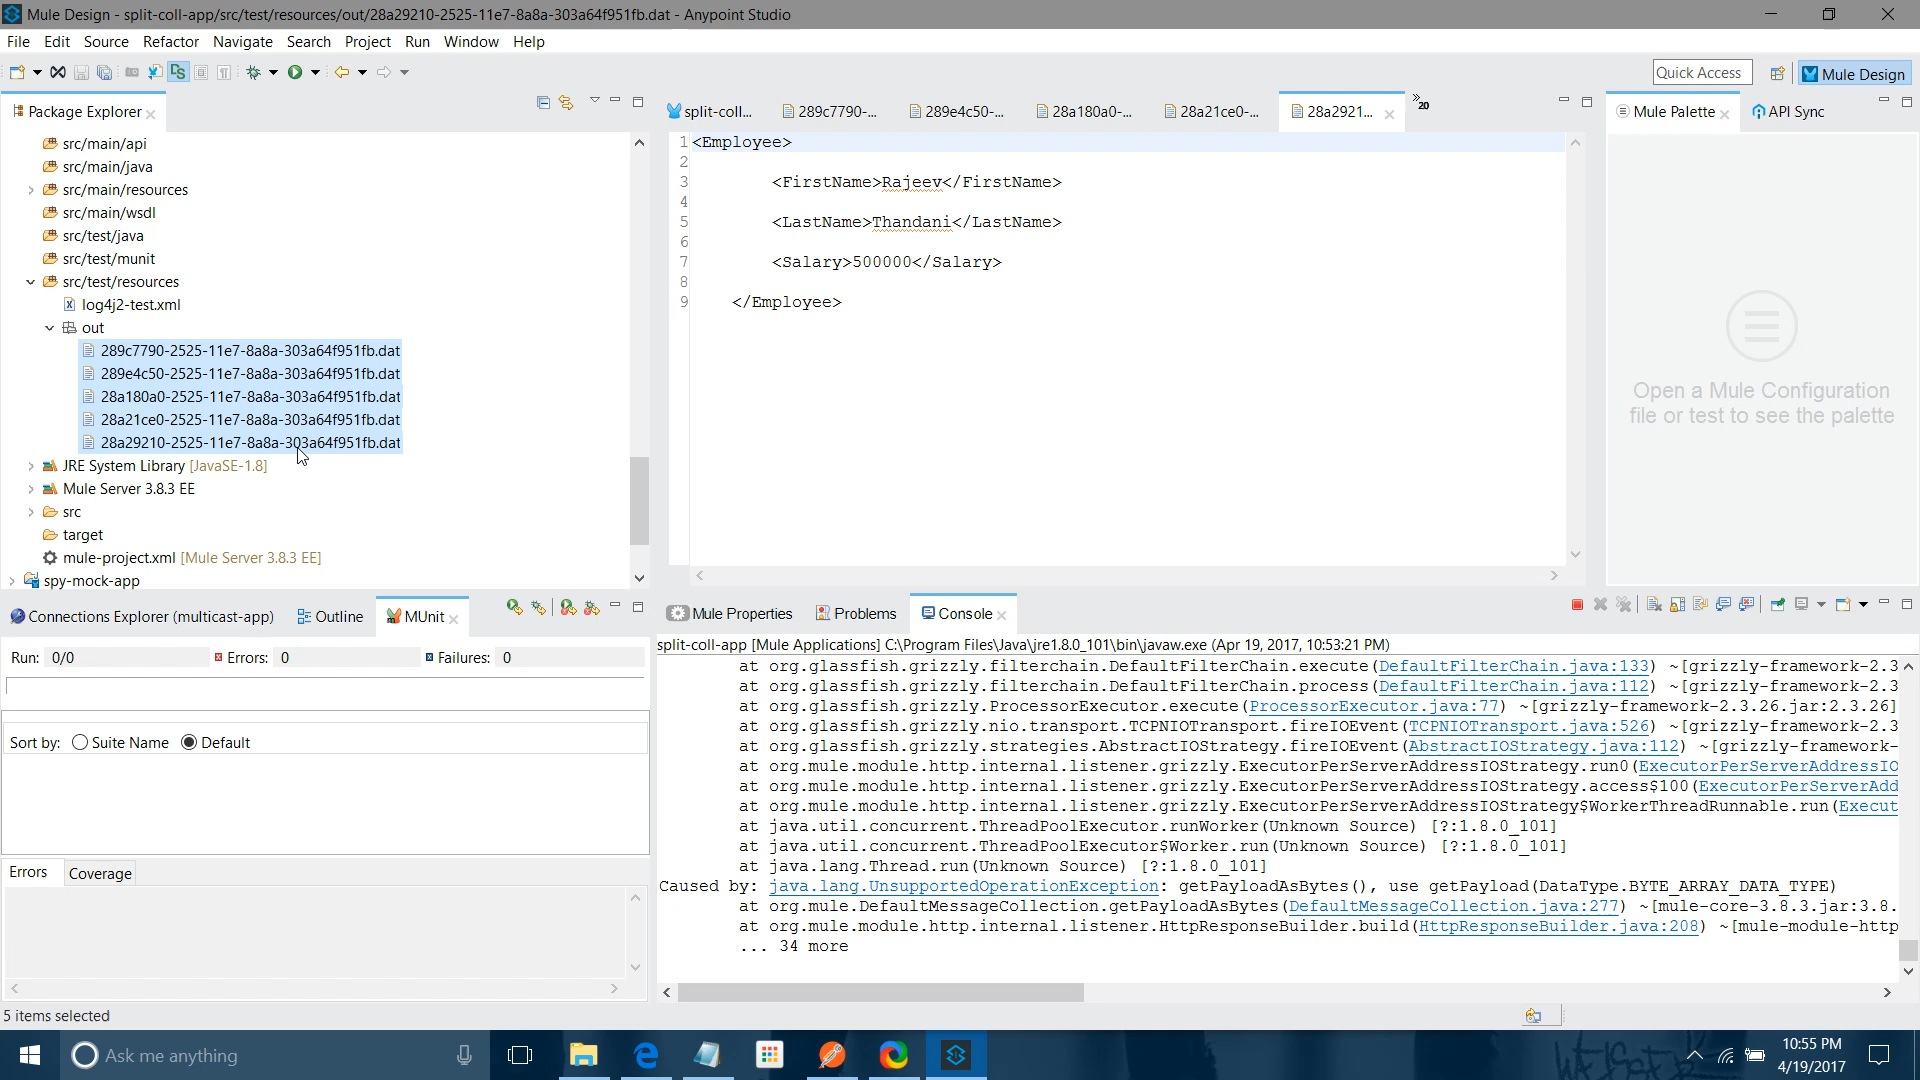 Mule Design - split-coll-app/src/test/resources/out/28a29210-2525-11e7-8a8a-303a64f951fb.dat - Anypoint Studio
File Edit Source Refactor Navigate Search Project Run Window Help
Quick Access
Mule Design
Package Explorer
split-coll...
289c7790-...
289e4c50-...
28a180a0-...
28a21ce0-...
28a2921...
20
Mule Palette
API Sync
src/main/api
src/main/java
src/main/resources
src/main/wsdl
src/test/java
src/test/munit
src/test/resources
log4j2-test.xml
out
289c7790-2525-11e7-8a8a-303a64f951fb.dat
289e4c50-2525-11e7-8a8a-303a64f951fb.dat
28a180a0-2525-11e7-8a8a-303a64f951fb.dat
28a21ce0-2525-11e7-8a8a-303a64f951fb.dat
28a29210-2525-11e7-8a8a-303a64f951fb.dat
JRE System Library [JavaSE-1.8]
Mule Server 3.8.3 EE
src
target
mule-project.xml [Mule Server 3.8.3 EE]
spy-mock-app
1 <Employee>
2
3 <FirstName>Rajeev</FirstName>
4
5 <LastName>Thandani</LastName>
6
7 <Salary>500000</Salary>
8
9 </Employee>
Open a Mule Configuration
file or test to see the palette
Connections Explorer (multicast-app)
Outline
MUnit
Run: 0/0 Errors: 0 Failures: 0
Sort by: Suite Name Default
Errors Coverage
Mule Properties
Problems
Console
split-coll-app [Mule Applications] C:\Program Files\Java\jre1.8.0_101\bin\javaw.exe (Apr 19, 2017, 10:53:21 PM)
at org.glassfish.grizzly.filterchain.DefaultFilterChain.execute(DefaultFilterChain.java:133) ~[grizzly-framework-2.3
at org.glassfish.grizzly.filterchain.DefaultFilterChain.process(DefaultFilterChain.java:112) ~[grizzly-framework-2.3
at org.glassfish.grizzly.ProcessorExecutor.execute(ProcessorExecutor.java:77) ~[grizzly-framework-2.3.26.jar:2.3.26]
at org.glassfish.grizzly.nio.transport.TCPNIOTransport.fireIOEvent(TCPNIOTransport.java:526) ~[grizzly-framework-2.3
at org.glassfish.grizzly.strategies.AbstractIOStrategy.fireIOEvent(AbstractIOStrategy.java:112) ~[grizzly-framework-
at org.mule.module.http.internal.listener.grizzly.ExecutorPerServerAddressIOStrategy.run0(ExecutorPerServerAddressIO
at org.mule.module.http.internal.listener.grizzly.ExecutorPerServerAddressIOStrategy.access$100(ExecutorPerServerAdd
at org.mule.module.http.internal.listener.grizzly.ExecutorPerServerAddressIOStrategy$WorkerThreadRunnable.run(Execut
at java.util.concurrent.ThreadPoolExecutor.runWorker(Unknown Source) [?:1.8.0_101]
at java.util.concurrent.ThreadPoolExecutor$Worker.run(Unknown Source) [?:1.8.0_101]
at java.lang.Thread.run(Unknown Source) [?:1.8.0_101]
Caused by: java.lang.UnsupportedOperationException: getPayloadAsBytes(), use getPayload(DataType.BYTE_ARRAY_DATA_TYPE)
at org.mule.DefaultMessageCollection.getPayloadAsBytes(DefaultMessageCollection.java:277) ~[mule-core-3.8.3.jar:3.8.
at org.mule.module.http.internal.listener.HttpResponseBuilder.build(HttpResponseBuilder.java:208) ~[mule-module-http
... 34 more
5 items selected
Ask me anything
10:55 PM
4/19/2017